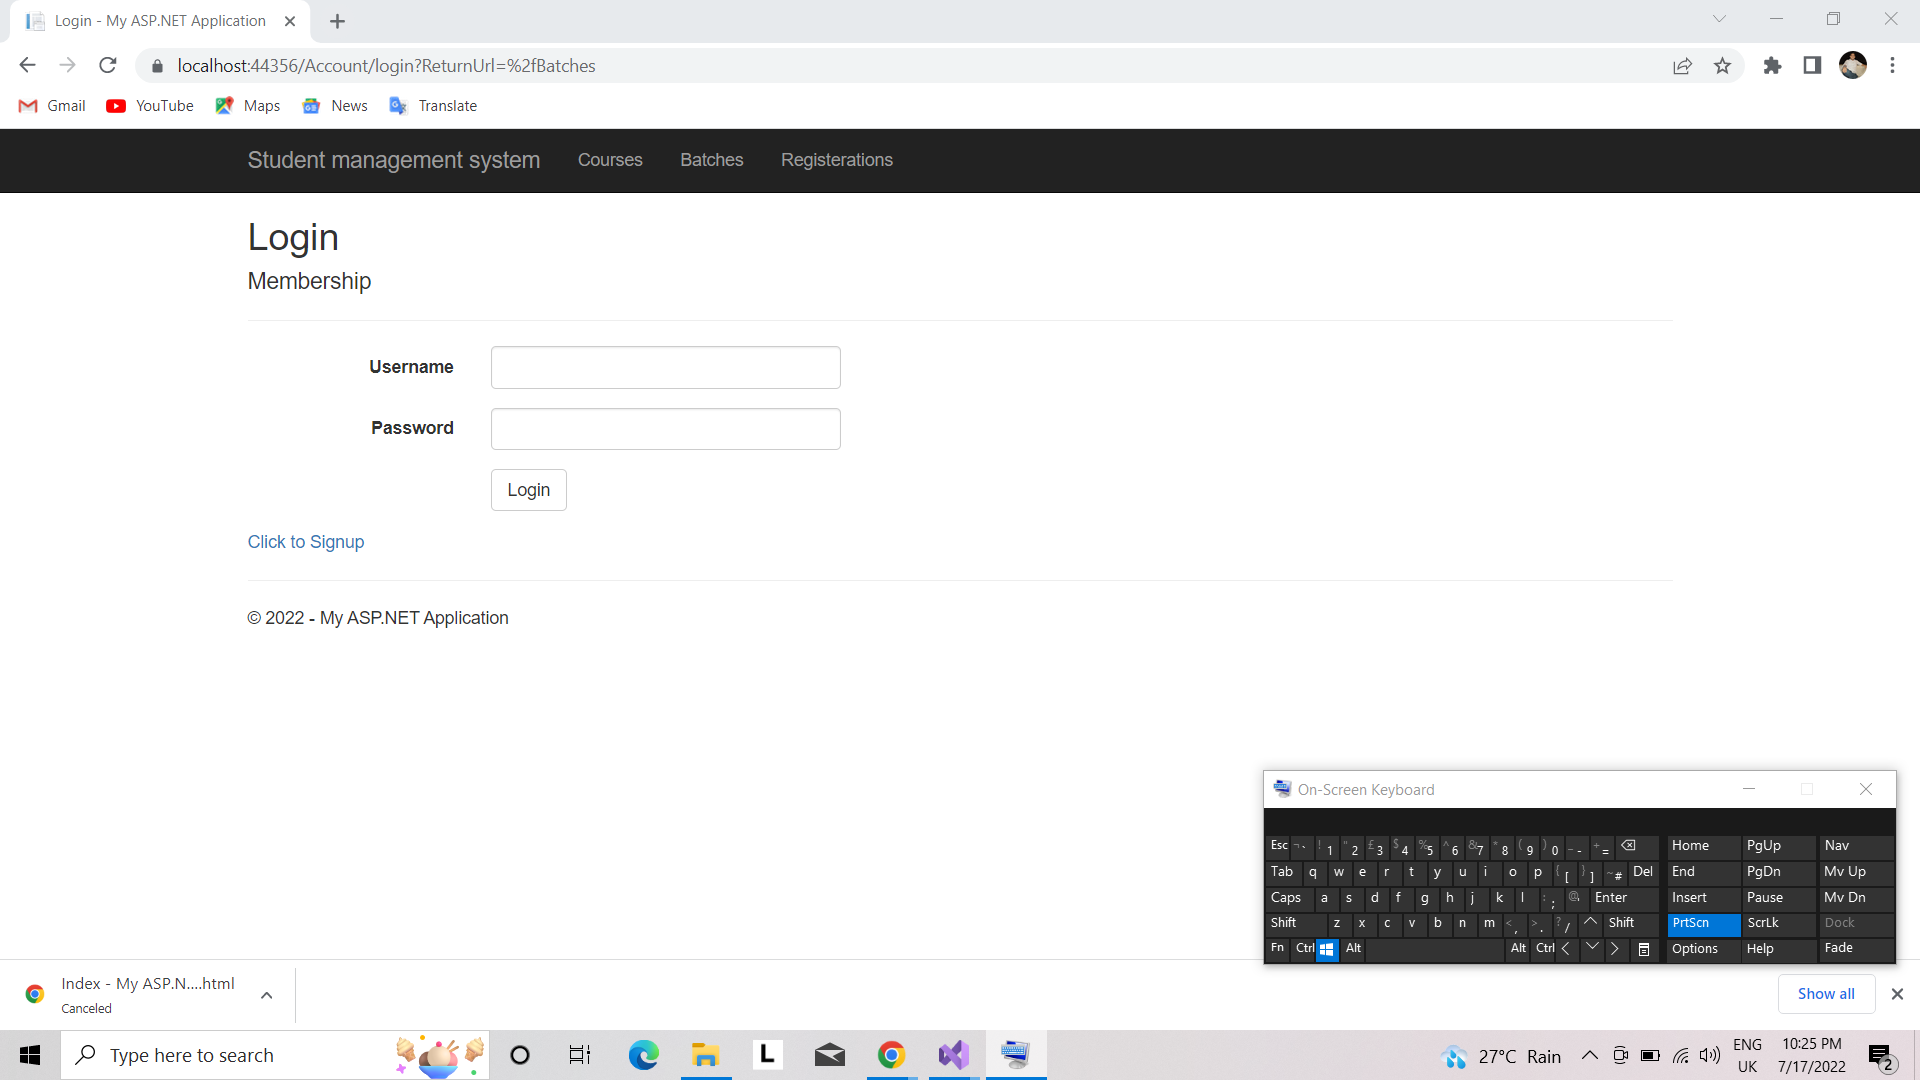 Login - My ASP.NET Application
localhost:44356/Account/login?ReturnUrl=%2fBatches
Gmail YouTube Maps News Translate
Student management system Courses Batches Registerations
Login
Membership
Username
Password
Login
Click to Signup
© 2022 - My ASP.NET Application
On-Screen Keyboard
Esc ¬ ` ! 1 " 2 £ 3 $ 4 % 5 ^ 6 & 7 * 8 ( 9 ) 0 _ - + = Home PgUp Nav
Tab q w e r t y u i o p { [ } ] ~ # Del End PgDn Mv Up
Caps a s d f g h j k l : ; @ Enter Insert Pause Mv Dn
Shift z x c v b n m < , > . ? / Shift PrtScn ScrLk Dock
Fn Ctrl Alt Alt Ctrl Options Help Fade
Index - My ASP.N....html
Canceled
Show all
Type here to search
L
27°C Rain
ENG
UK
10:25 PM
7/17/2022
2